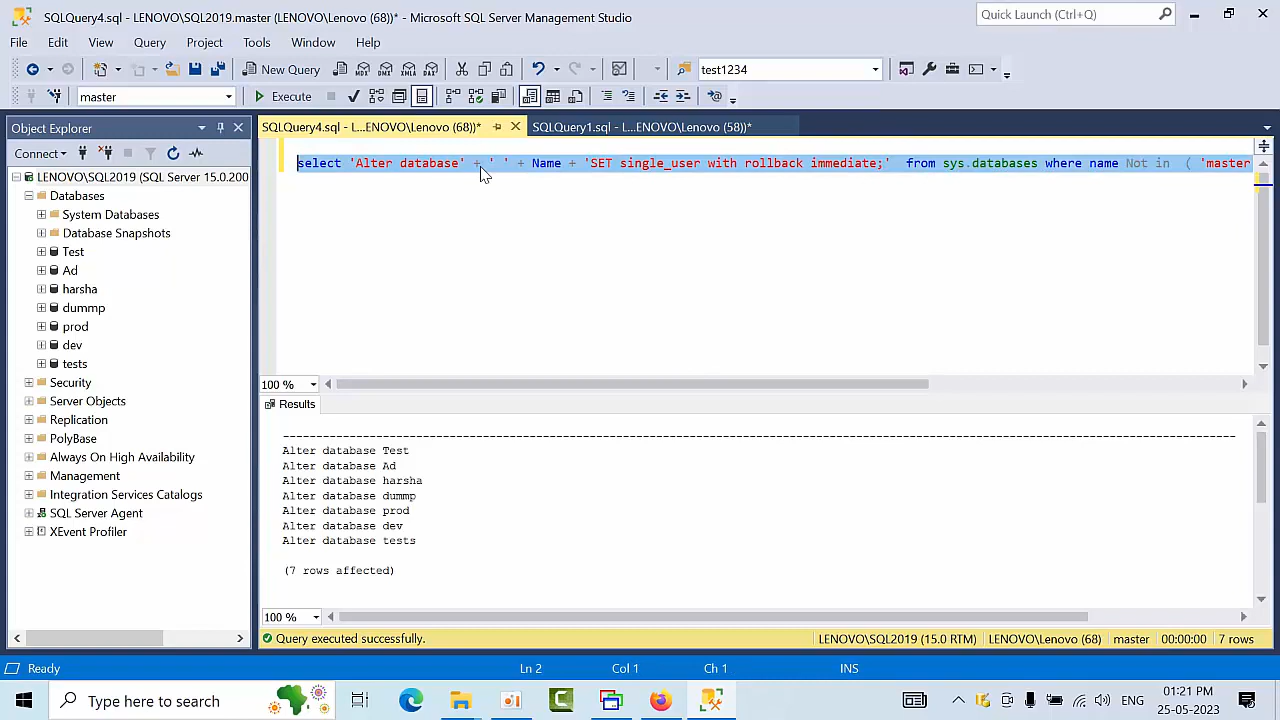 SQLQuery4.sql - LENOVO\SQL2019.master (LENOVO\Lenovo (68))* - Microsoft SQL Server Management Studio
Quick Launch (Ctrl+Q)
File Edit View Query Project Tools Window Help
New Query
MDX DMX XMLA DAX
test1234
master
Execute
Object Explorer
SQLQuery4.sql - L...ENOVO\Lenovo (68))*
SQLQuery1.sql - L...ENOVO\Lenovo (58))*
Connect
LENOVO\SQL2019 (SQL Server 15.0.200
Databases
System Databases
Database Snapshots
Test
Ad
harsha
dummp
prod
dev
tests
Security
Server Objects
Replication
PolyBase
Always On High Availability
Management
Integration Services Catalogs
SQL Server Agent
XEvent Profiler
select 'Alter database' + ' ' + Name + 'SET single_user with rollback immediate;' from sys.databases where name Not in ( 'master
100 %
Results
Alter database Test
Alter database Ad
Alter database harsha
Alter database dummp
Alter database prod
Alter database dev
Alter database tests
(7 rows affected)
100 %
Query executed successfully.
LENOVO\SQL2019 (15.0 RTM) LENOVO\Lenovo (68) master 00:00:00 7 rows
Ready Ln 2 Col 1 Ch 1 INS
Type here to search
ENG
01:21 PM
25-05-2023